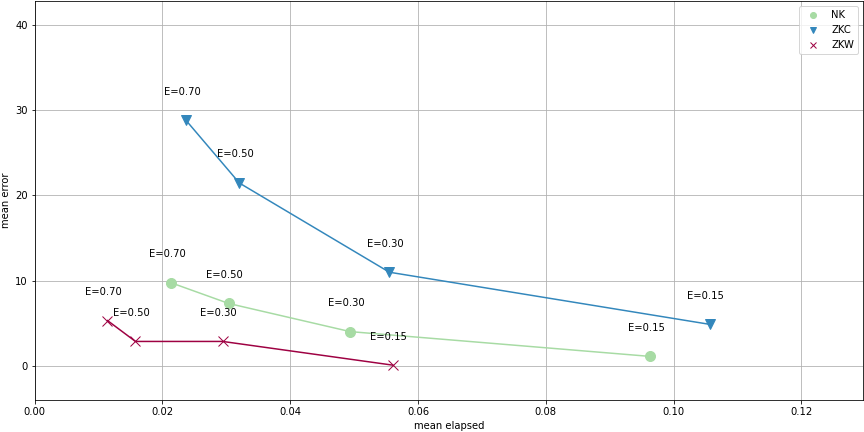 40
NK
ZKC
ZKW
E=0.70
30
E=0.50
mean error
20
E=0.30
E=0.70
10
E=0.50
E=0.70
E=0.15
E=0.30
E=0.50
E=0.30
E=0.15
E=0.15
0
0.00
0.02
0.04
0.06
0.08
0.10
0.12
mean elapsed